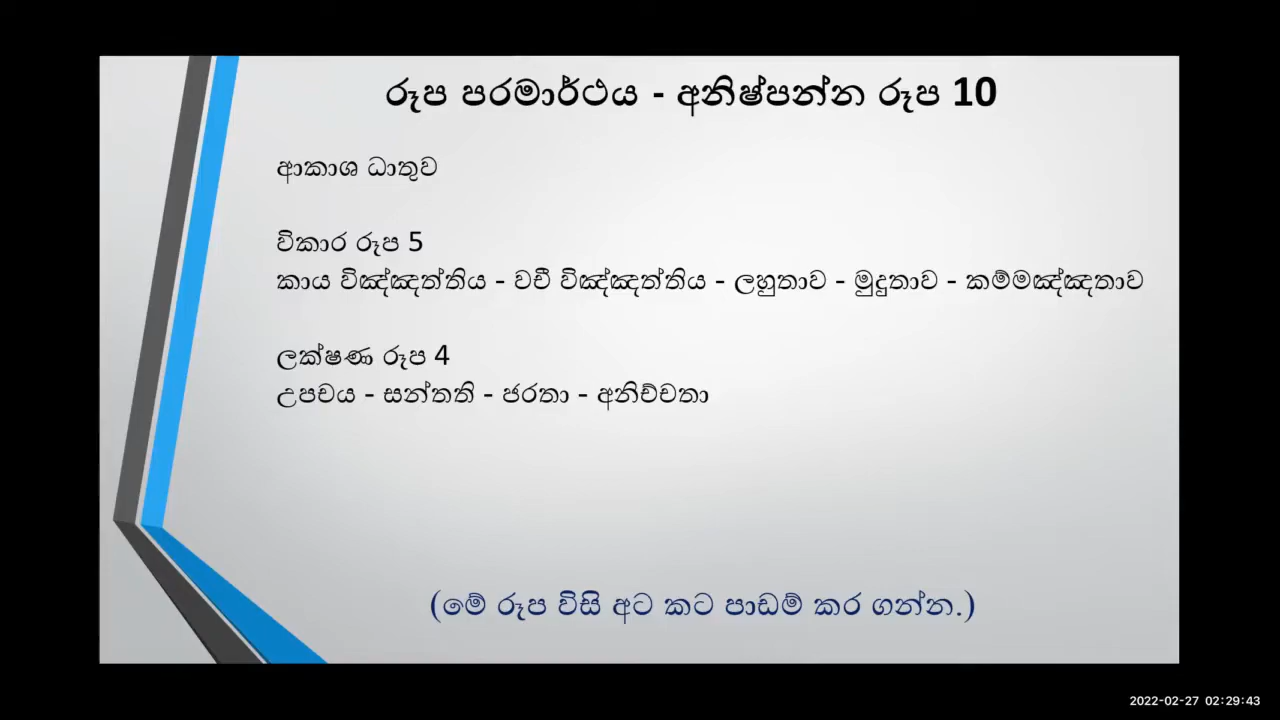 රූප පරමාර්ථය - අනිෂ්පන්න රූප 10
ආකාශ ධාතුව
විකාර රූප 5
කාය විඤ්ඤත්තිය - වචී විඤ්ඤත්තිය - ලහුතාව - මුදුතාව - කම්මඤ්ඤතාව
ලක්ෂණ රූප 4
උපචය - සන්තති - ජරතා - අනිච්චතා
(මේ රූප විසි අට කට පාඩම් කර ගන්න.)
2022-02-27 02:29:43